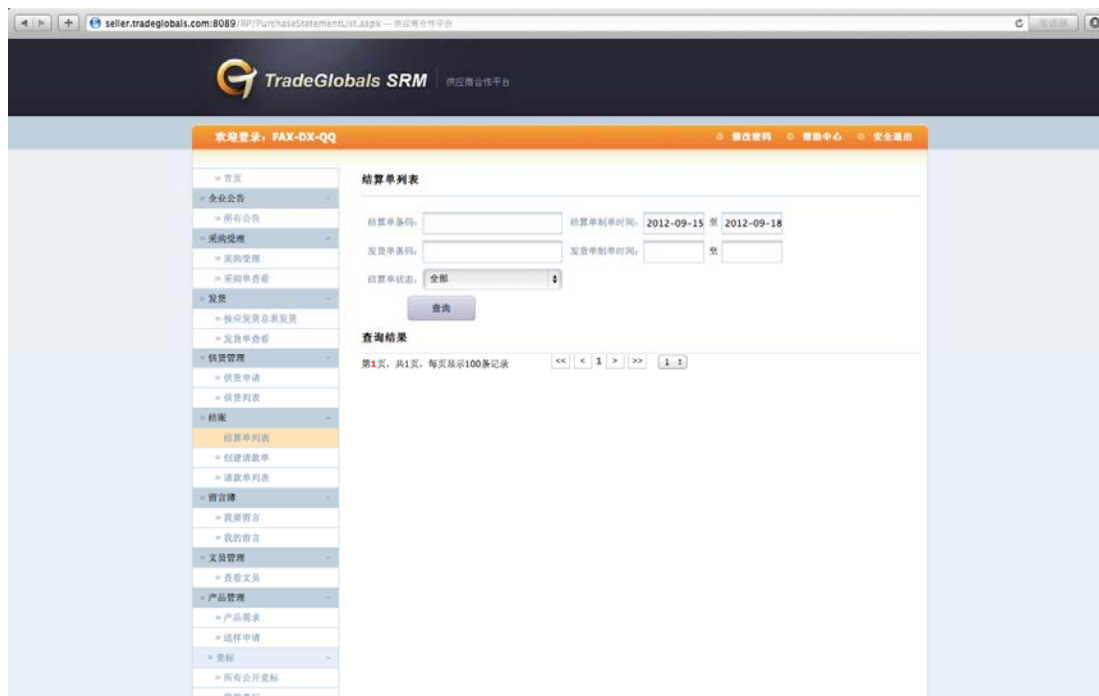 seller.tradeglobals.com:8089/RP/PurchaseStatementList.aspx — 供应商合作平台
阅读器
TradeGlobals SRM 供应商合作平台
欢迎登录：FAX-DX-QQ
修改密码 帮助中心 安全退出
» 首页
» 企业公告 -
» 所有公告
» 采购受理 -
» 采购受理
» 采购单查看
» 发货 -
» 按应发货总表发货
» 发货单查看
» 供货管理 -
» 供货申请
» 供货列表
» 结账 -
结算单列表
» 创建请款单
» 请款单列表
» 留言簿 -
» 我要留言
» 我的留言
» 文员管理 -
» 查看文员
» 产品管理 -
» 产品需求
» 送样申请
» 竞标 -
» 所有公开竞标
结算单列表
结算单条码： 结算单制单时间： 2012-09-15 至 2012-09-18
发货单条码： 发货单制单时间： 至
结算单状态： 全部
查询
查询结果
第1页，共1页，每页显示100条记录 << < 1 > >> 1